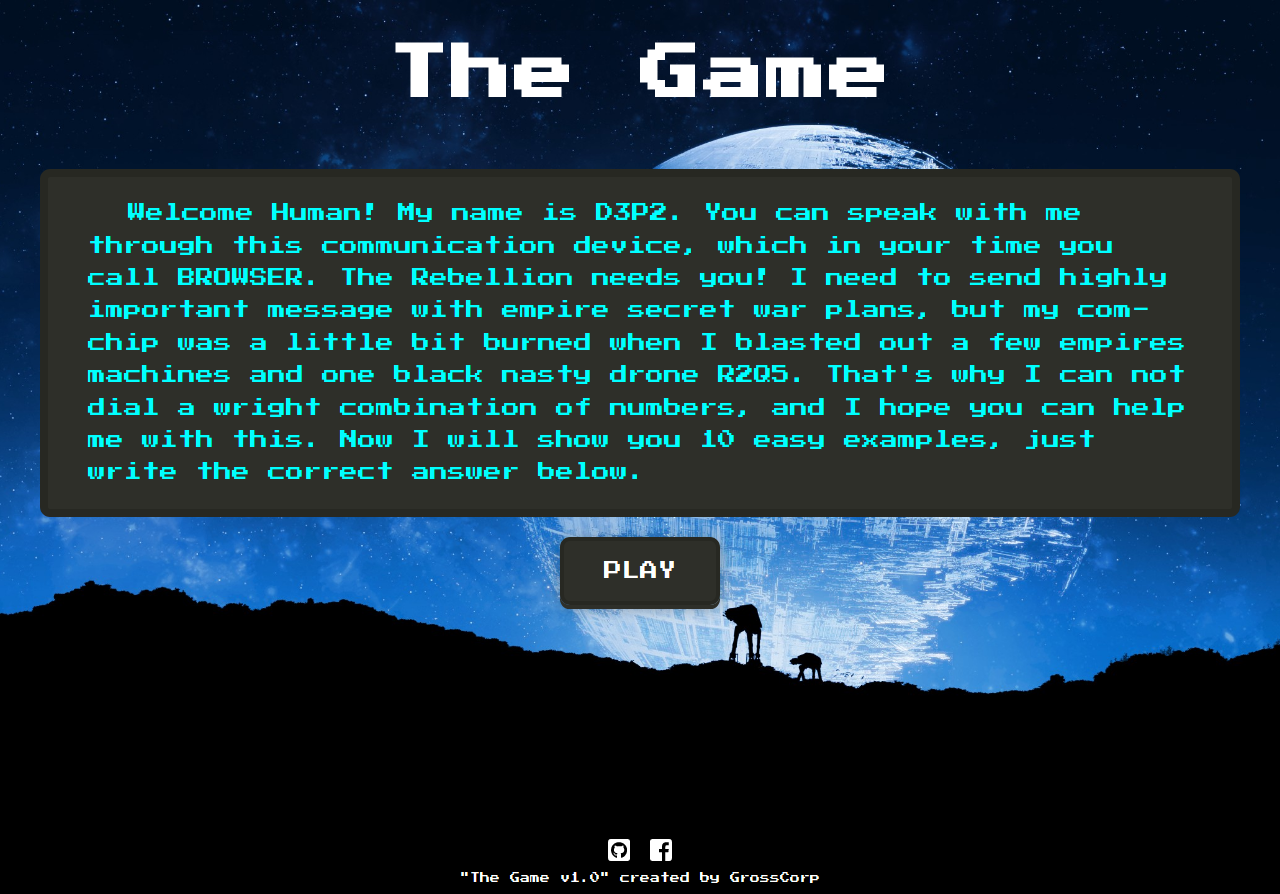 The Game
Welcome Human! My name is D3P2. You can speak with me
through this communication device, which in your time you
call BROWSER. The Rebellion needs you! I need to send highly
important message with empire secret war plans, but my com-
chip was a little bit burned when I blasted out a few empires
machines and one black nasty drone R2Q5. That's why I can not
dial a wright combination of numbers, and I hope you can help
me with this. Now I will show you 10 easy examples, just
write the correct answer below.
PLAY
"The Game v1.0" created by GrossCorp